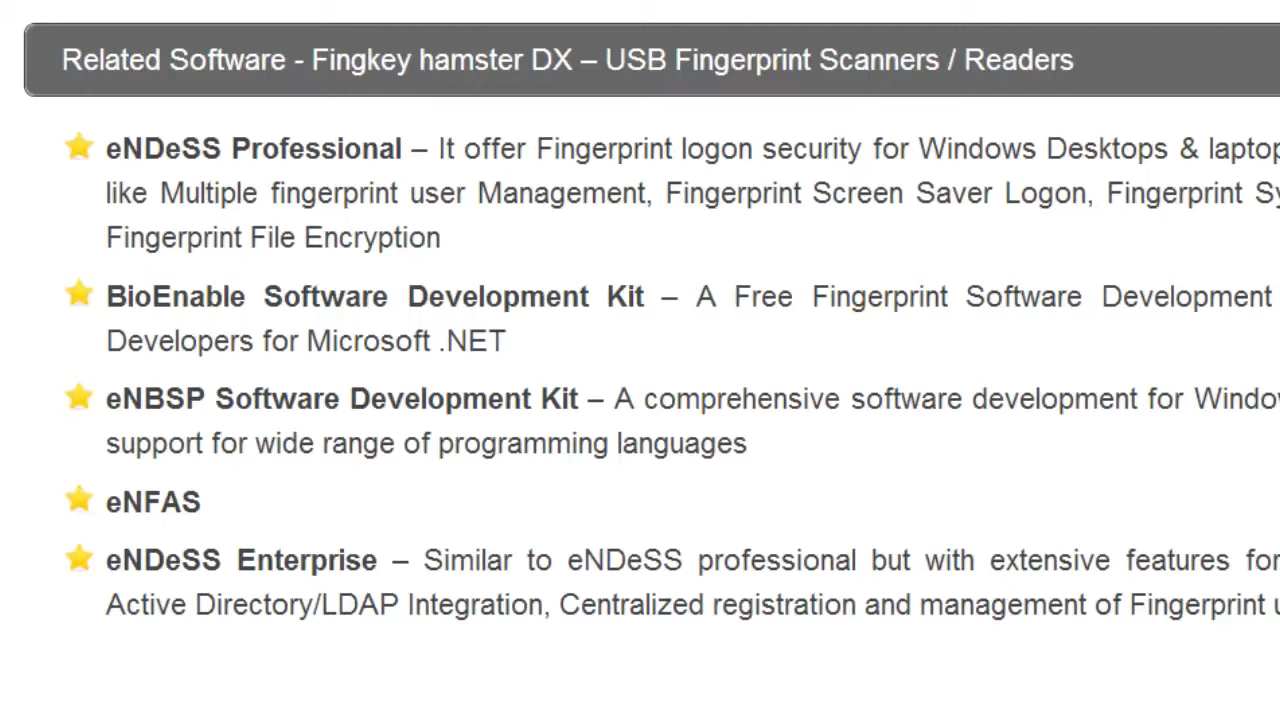 Related Software - Fingkey hamster DX – USB Fingerprint Scanners / Readers
eNDeSS Professional – It offer Fingerprint logon security for Windows Desktops & laptop
like Multiple fingerprint user Management, Fingerprint Screen Saver Logon, Fingerprint
Fingerprint File Encryption
BioEnable Software Development Kit – A Free Fingerprint Software Development
Developers for Microsoft .NET
eNBSP Software Development Kit – A comprehensive software development for
support for wide range of programming languages
eNFAS
eNDeSS Enterprise – Similar to eNDeSS professional but with extensive features for
Active Directory/LDAP Integration, Centralized registration and management of Fingerprint